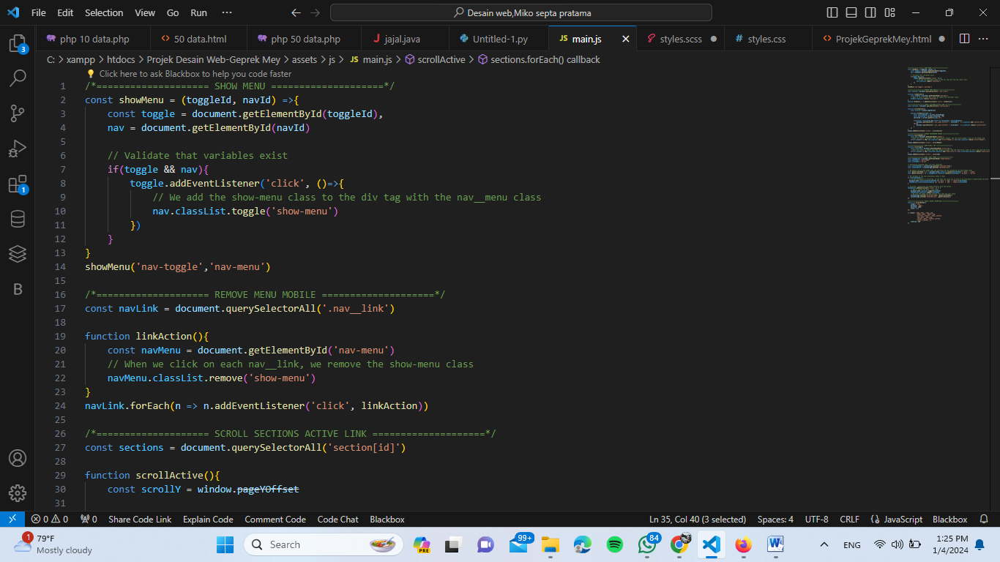 File Edit Selection View Go Run ··· Desain web,Miko septa pratama
php 10 data.php 50 data.html php 50 data.php jajal.java Untitled-1.py JS main.js styles.scss # styles.css ProjekGeprekMey.html ···
C: > xampp > htdocs > Projek Desain Web-Geprek Mey > assets > js > JS main.js > scrollActive > sections.forEach() callback
Click here to ask Blackbox to help you code faster
1 /*==================== SHOW MENU ====================*/
2 const showMenu = (toggleId, navId) =>{
3 const toggle = document.getElementById(toggleId),
4 nav = document.getElementById(navId)
5
6 // Validate that variables exist
7 if(toggle && nav){
8 toggle.addEventListener('click', ()=>{
9 // We add the show-menu class to the div tag with the nav__menu class
10 nav.classList.toggle('show-menu')
11 })
12 }
13 }
14 showMenu('nav-toggle','nav-menu')
15
16 /*==================== REMOVE MENU MOBILE ====================*/
17 const navLink = document.querySelectorAll('.nav__link')
18
19 function linkAction(){
20 const navMenu = document.getElementById('nav-menu')
21 // When we click on each nav__link, we remove the show-menu class
22 navMenu.classList.remove('show-menu')
23 }
24 navLink.forEach(n => n.addEventListener('click', linkAction))
25
26 /*==================== SCROLL SECTIONS ACTIVE LINK ====================*/
27 const sections = document.querySelectorAll('section[id]')
28
29 function scrollActive(){
30 const scrollY = window.pageYOffset
31
3
1
B
0 0 0 Share Code Link Explain Code Comment Code Code Chat Blackbox Ln 35, Col 40 (3 selected) Spaces: 4 UTF-8 CRLF {} JavaScript Blackbox
1 79°F
Mostly cloudy
Search PRE 99+ 84 ENG
1:25 PM
1/4/2024